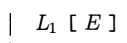 | L₁ [ E ]